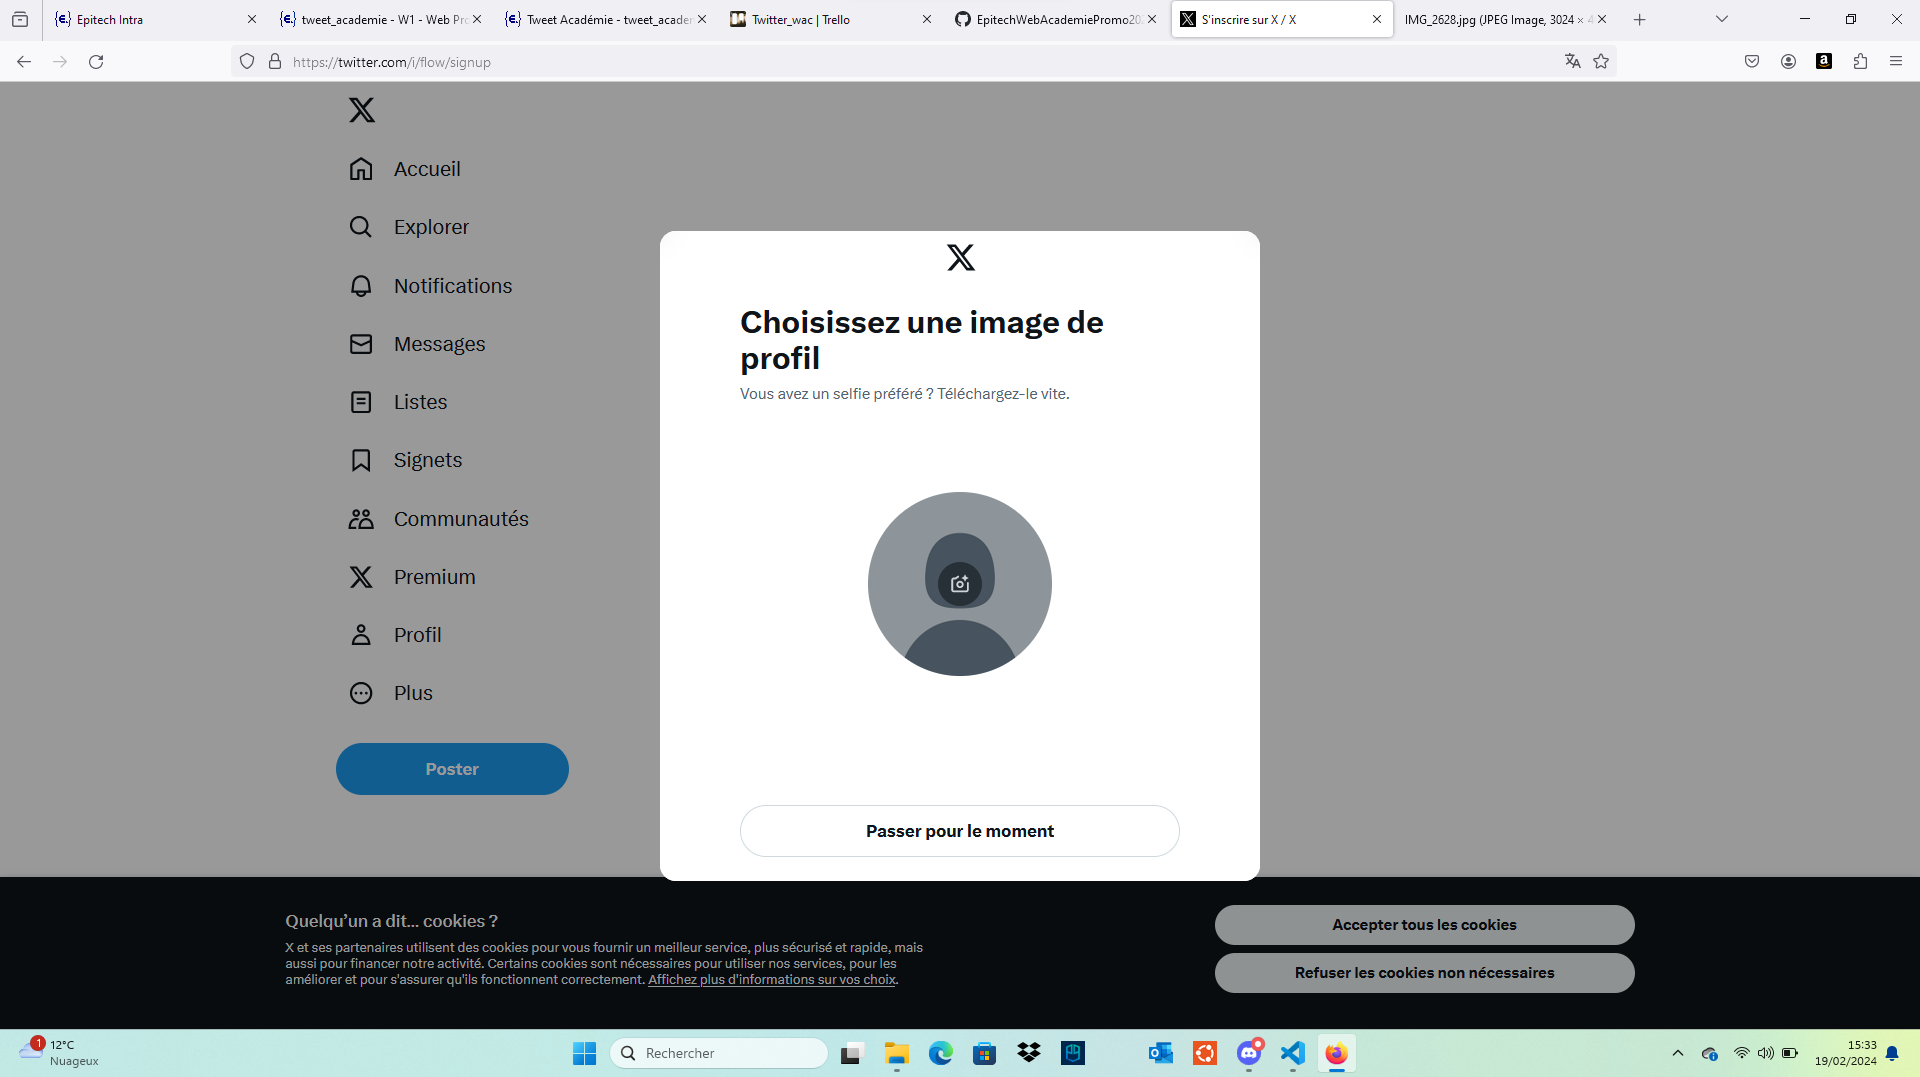 Epitech Intra
tweet_academie - W1 - Web Pro
Tweet Académie - tweet_academ
Twitter_wac | Trello
EpitechWebAcademiePromo202
S'inscrire sur X / X
IMG_2628.jpg (JPEG Image, 3024 × 4
https://twitter.com/i/flow/signup
Accueil
Explorer
Notifications
Messages
Listes
Signets
Communautés
Premium
Profil
Plus
Poster
Choisissez une image de
profil
Vous avez un selfie préféré ? Téléchargez-le vite.
Passer pour le moment
Quelqu’un a dit… cookies ?
X et ses partenaires utilisent des cookies pour vous fournir un meilleur service, plus sécurisé et rapide, mais
aussi pour financer notre activité. Certains cookies sont nécessaires pour utiliser nos services, pour les
améliorer et pour s'assurer qu'ils fonctionnent correctement. Affichez plus d'informations sur vos choix.
Accepter tous les cookies
Refuser les cookies non nécessaires
1
12°C
Nuageux
Rechercher
15:33
19/02/2024